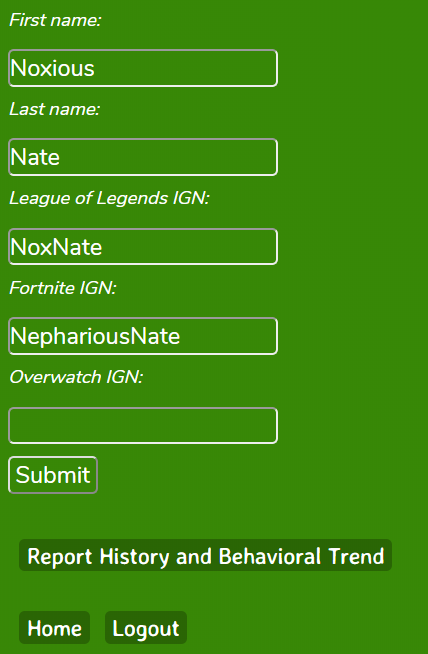 First name:
Noxious
Last name:
Nate
League of Legends IGN:
NoxNate
Fortnite IGN:
NephariousNate
Overwatch IGN:
Submit
Report History and Behavioral Trend
Home Logout